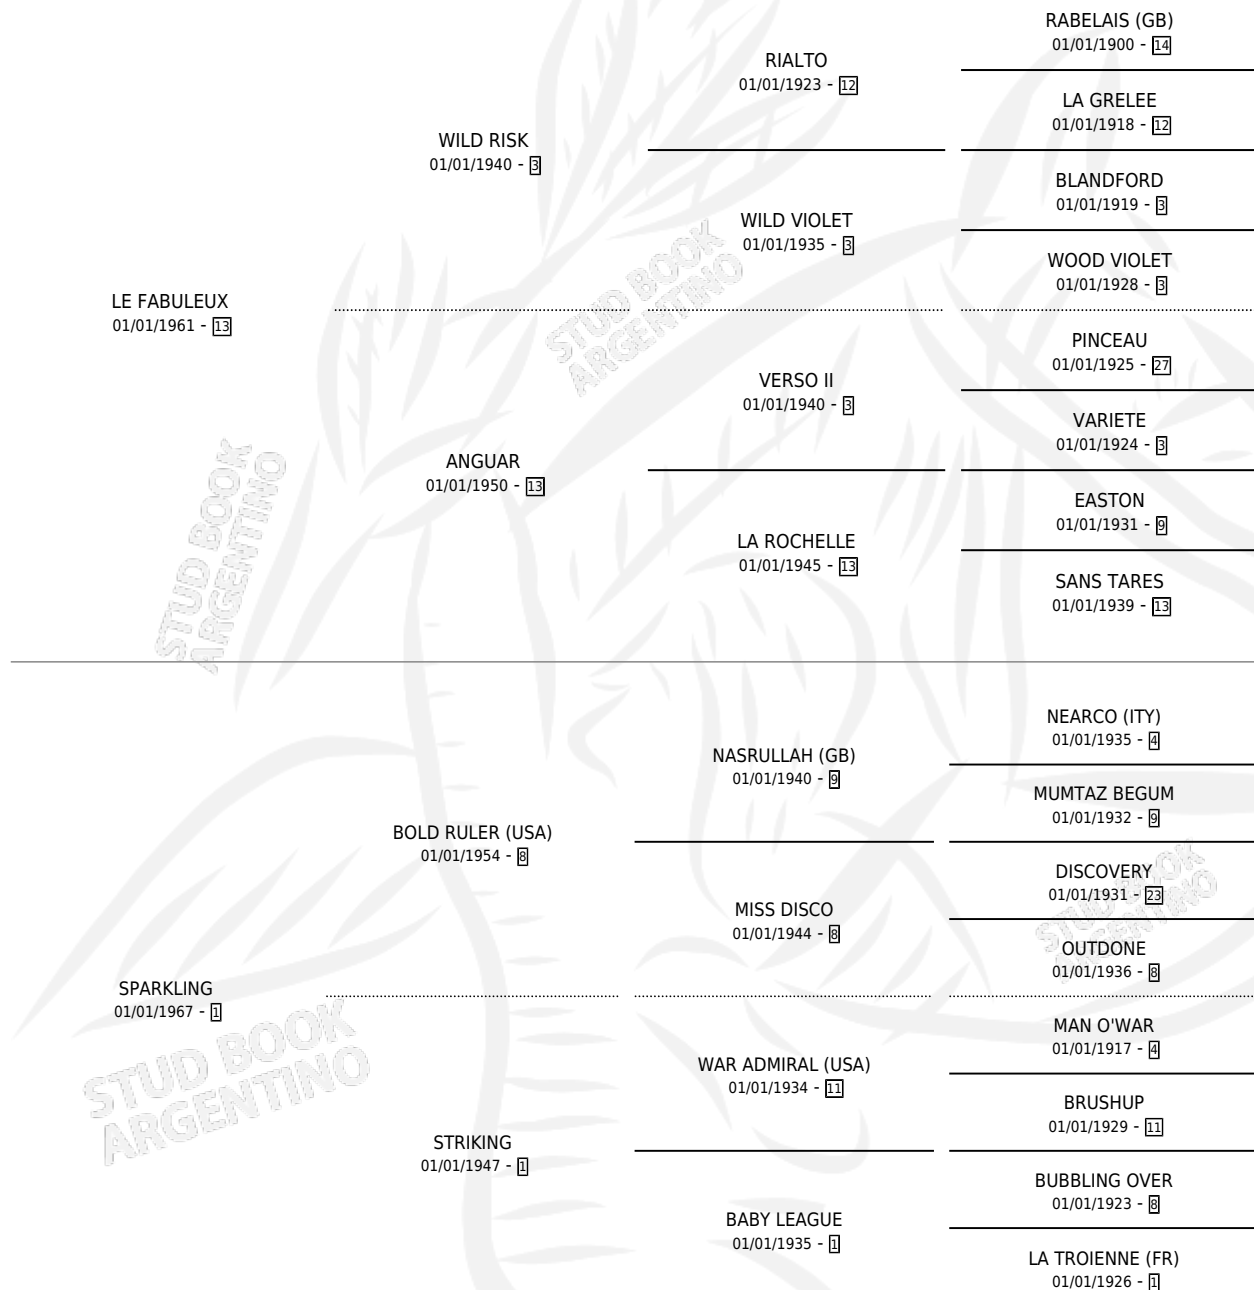 RABELAIS (GB)
01/01/1900 - 14
RIALTO
01/01/1923 - 12
LA GRELEE
01/01/1918 - 12
WILD RISK
01/01/1940 - 3
BLANDFORD
01/01/1919 - 3
WILD VIOLET
01/01/1935 - 3
WOOD VIOLET
01/01/1928 - 3
LE FABULEUX
01/01/1961 - 13
STUD BOOK
ARGENTINO
PINCEAU
01/01/1925 - 27
VERSO II
01/01/1940 - 3
VARIETE
01/01/1924 - 3
ANGUAR
01/01/1950 - 13
EASTON
01/01/1931 - 9
LA ROCHELLE
01/01/1945 - 13
SANS TARES
01/01/1939 - 13
STUD BOOK
ARGENTINO
NEARCO (ITY)
01/01/1935 - 4
NASRULLAH (GB)
01/01/1940 - 9
MUMTAZ BEGUM
01/01/1932 - 9
BOLD RULER (USA)
01/01/1954 - 8
DISCOVERY
01/01/1931 - 23
MISS DISCO
01/01/1944 - 8
STUD BOOK
ARGENTINO
OUTDONE
01/01/1936 - 8
SPARKLING
01/01/1967 - 1
MAN O'WAR
01/01/1917 - 4
WAR ADMIRAL (USA)
01/01/1934 - 11
STUD BOOK
ARGENTINO
BRUSHUP
01/01/1929 - 11
STRIKING
01/01/1947 - 1
BUBBLING OVER
01/01/1923 - 8
BABY LEAGUE
01/01/1935 - 1
LA TROIENNE (FR)
01/01/1926 - 1